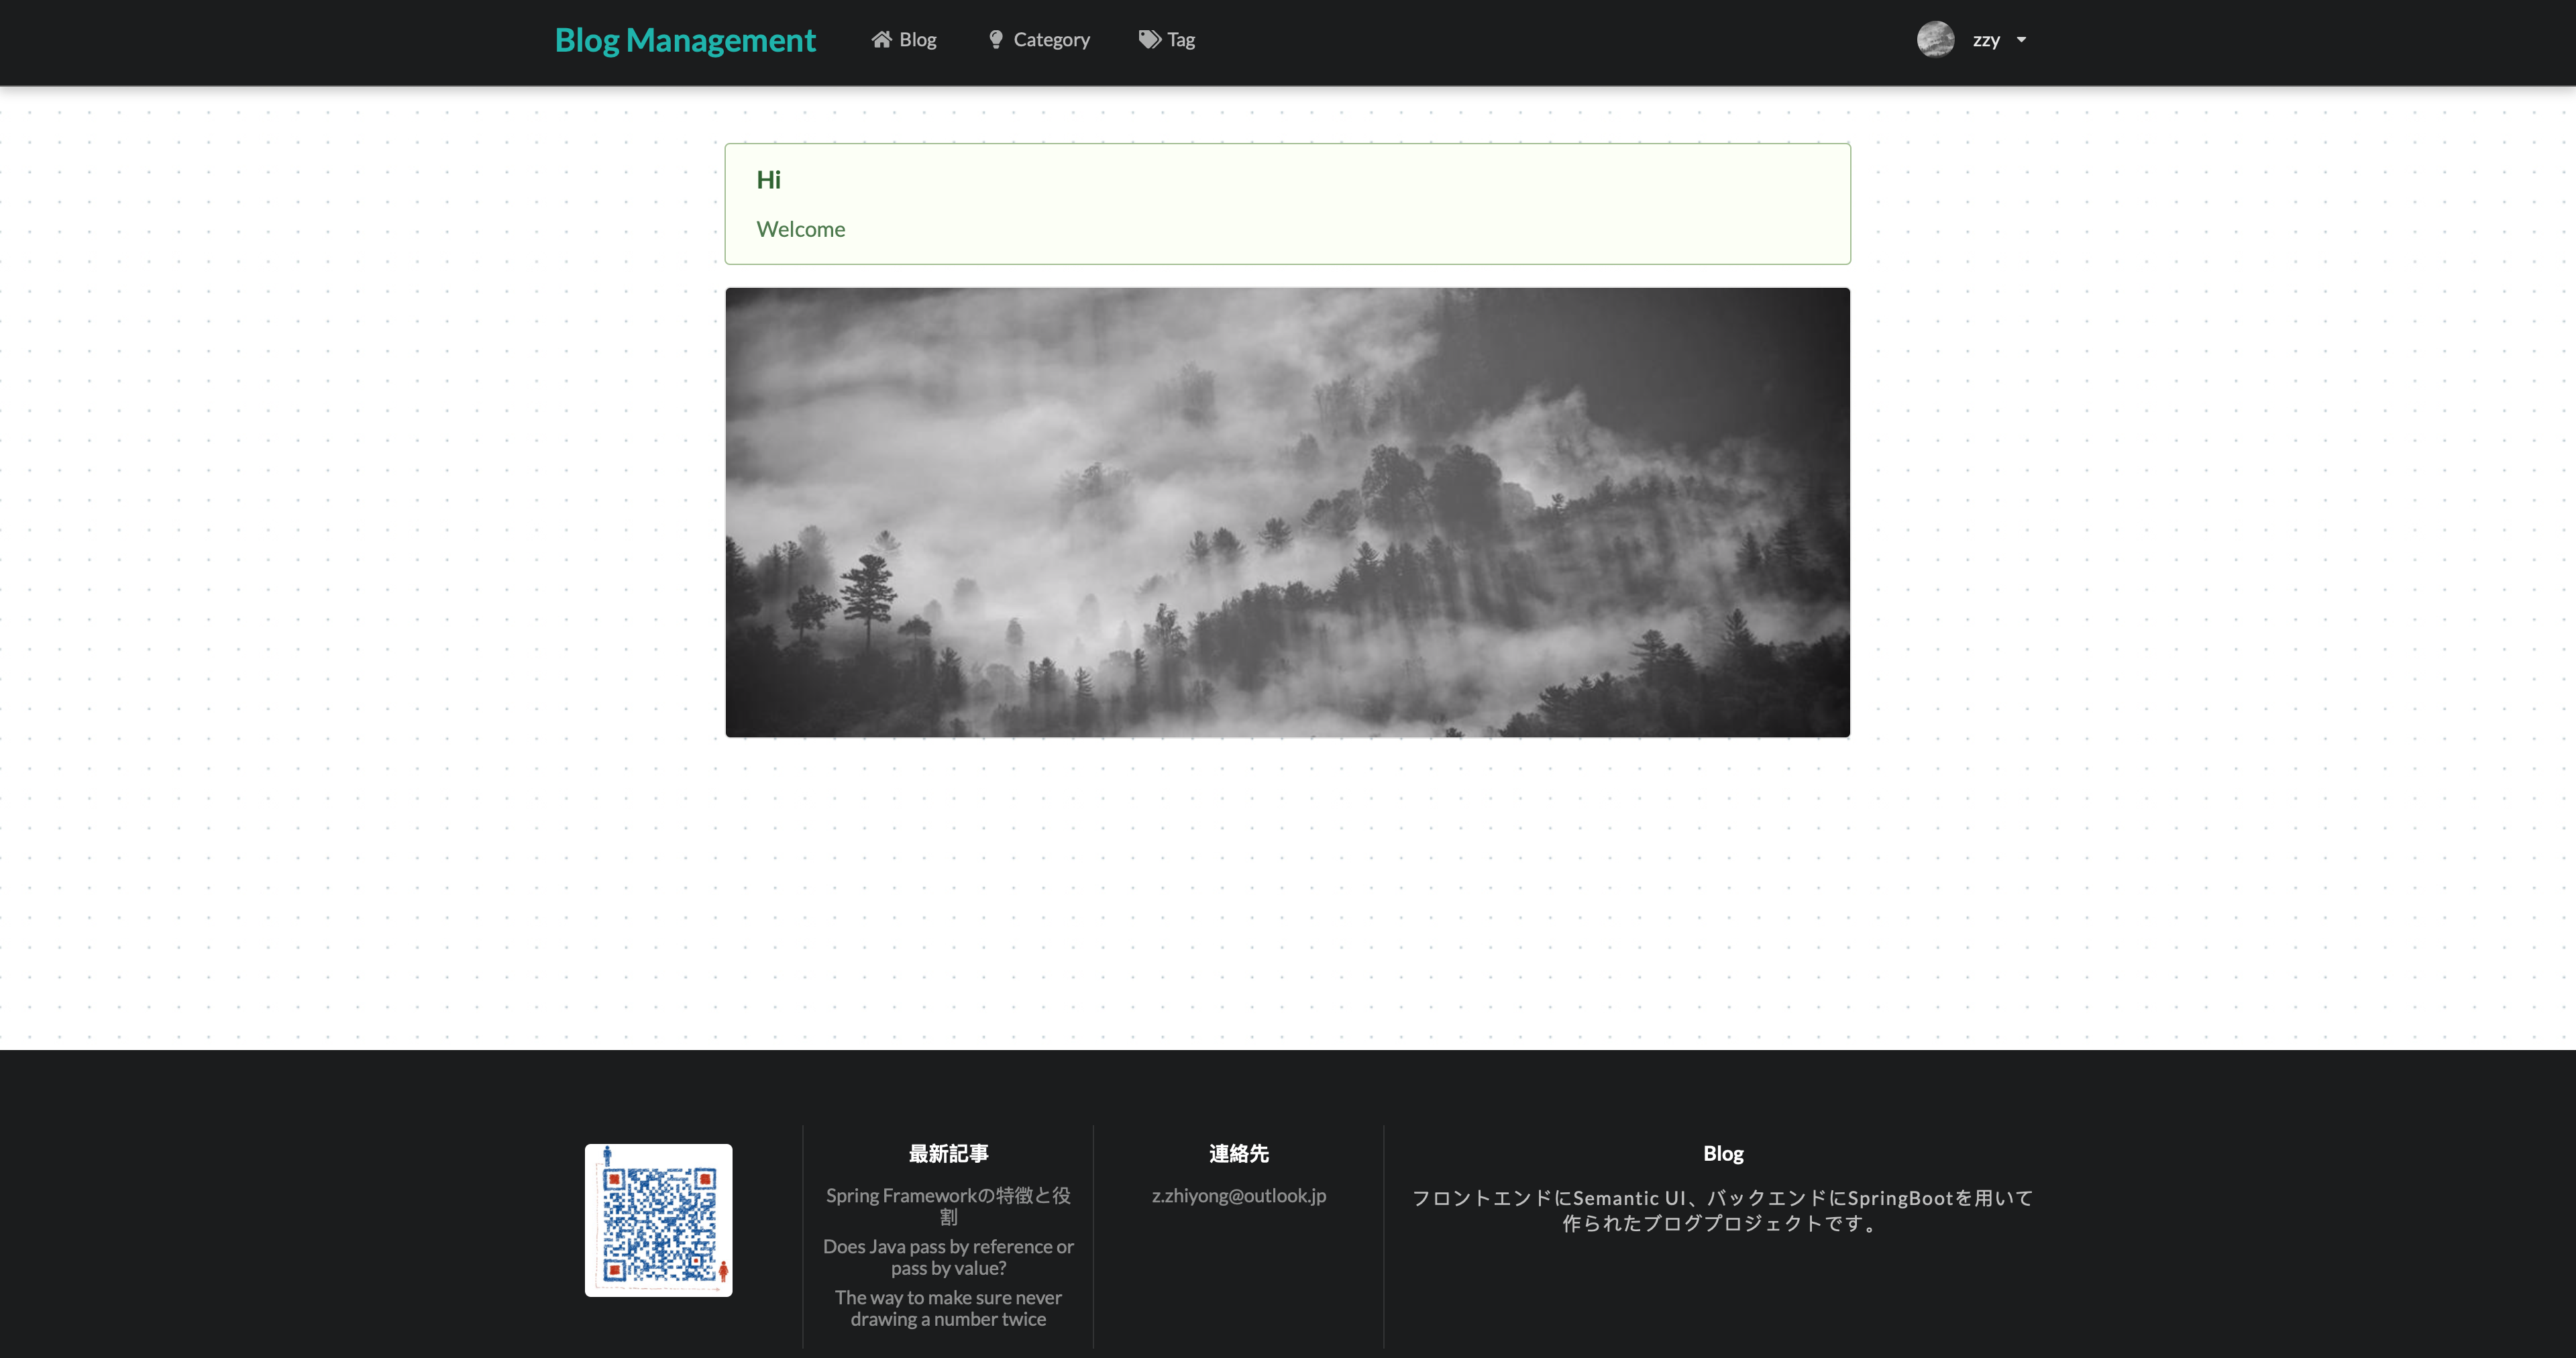 Blog Management
Blog
Category
Tag
zzy
Hi
Welcome
最新記事
Spring Frameworkの特徴と役
割
Does Java pass by reference or
pass by value?
The way to make sure never
drawing a number twice
連絡先
z.zhiyong@outlook.jp
Blog
フロントエンドにSemantic UI、バックエンドにSpringBootを用いて
作られたブログプロジェクトです。